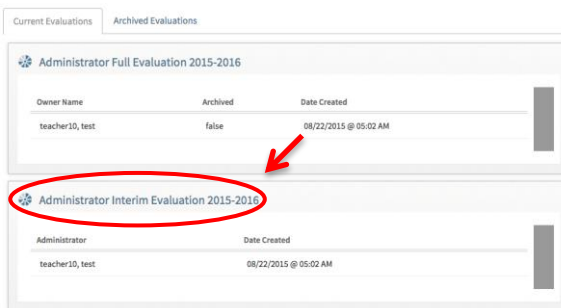 Current Evaluations Archived Evaluations
Administrator Full Evaluation 2015-2016
Owner Name Archived Date Created
teacher10, test false 08/22/2015 @ 05:02 AM
Administrator Interim Evaluation 2015-2016
Administrator Date Created
teacher10, test 08/22/2015 @ 05:02 AM